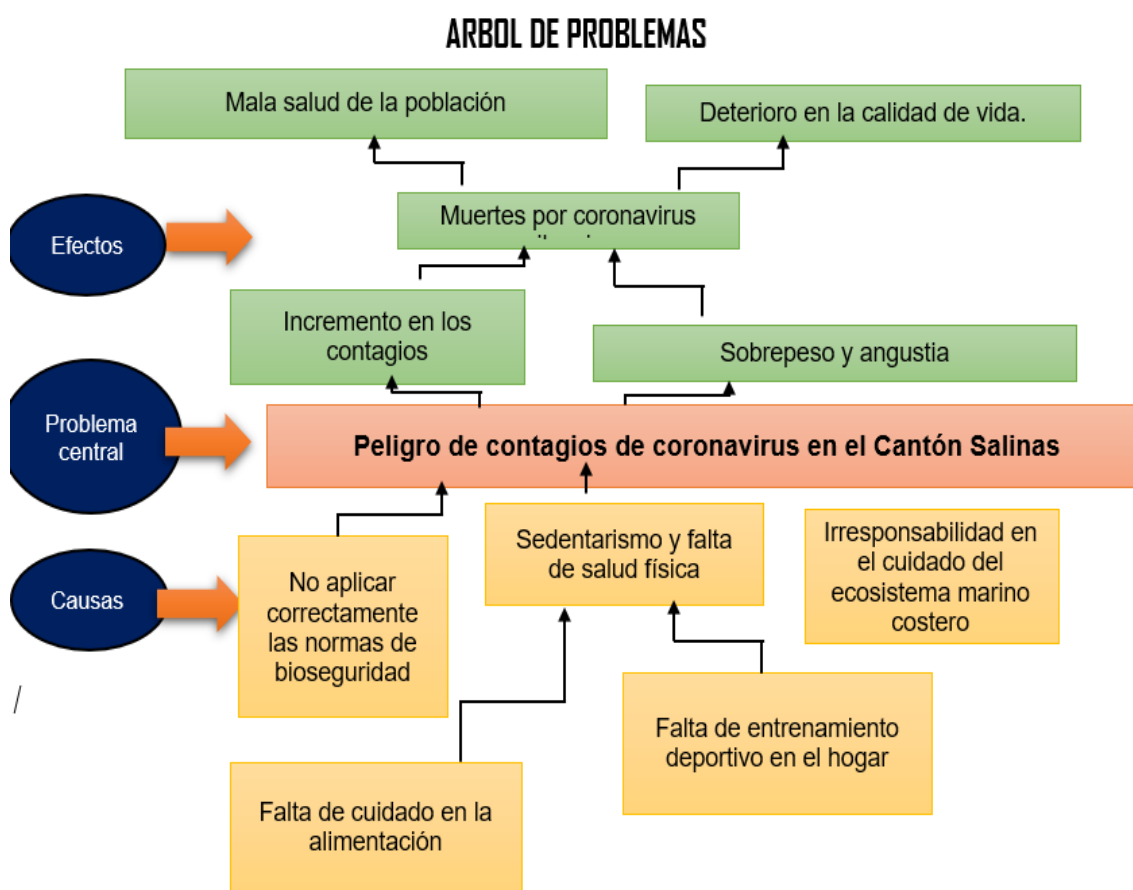 ARBOL DE PROBLEMAS
Mala salud de la población
Deterioro en la calidad de vida.
Muertes por coronavirus
Efectos
Incremento en los
contagios
Sobrepeso y angustia
Problema
central
Peligro de contagios de coronavirus en el Cantón Salinas
Causas
No aplicar
correctamente
las normas de
bioseguridad
Sedentarismo y falta
de salud física
Irresponsabilidad en
el cuidado del
ecosistema marino
costero
/
Falta de entrenamiento
deportivo en el hogar
Falta de cuidado en la
alimentación